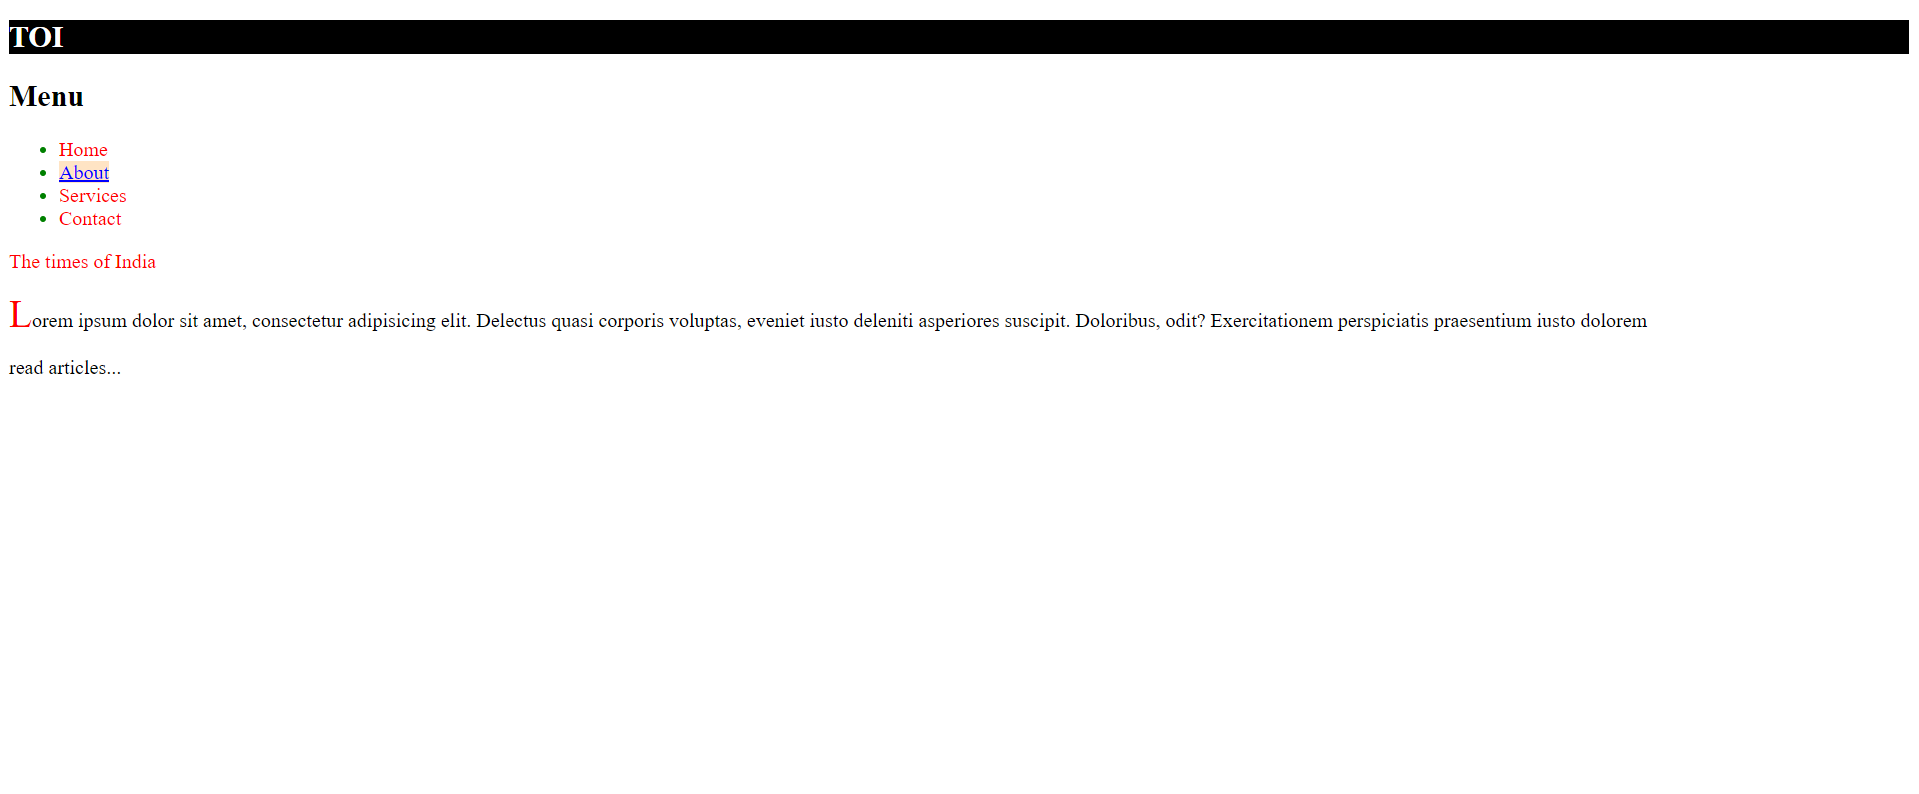 TOI
Menu
Home
About
Services
Contact
The times of India
Lorem ipsum dolor sit amet, consectetur adipisicing elit. Delectus quasi corporis voluptas, eveniet iusto deleniti asperiores suscipit. Doloribus, odit? Exercitationem perspiciatis praesentium iusto dolorem
read articles...